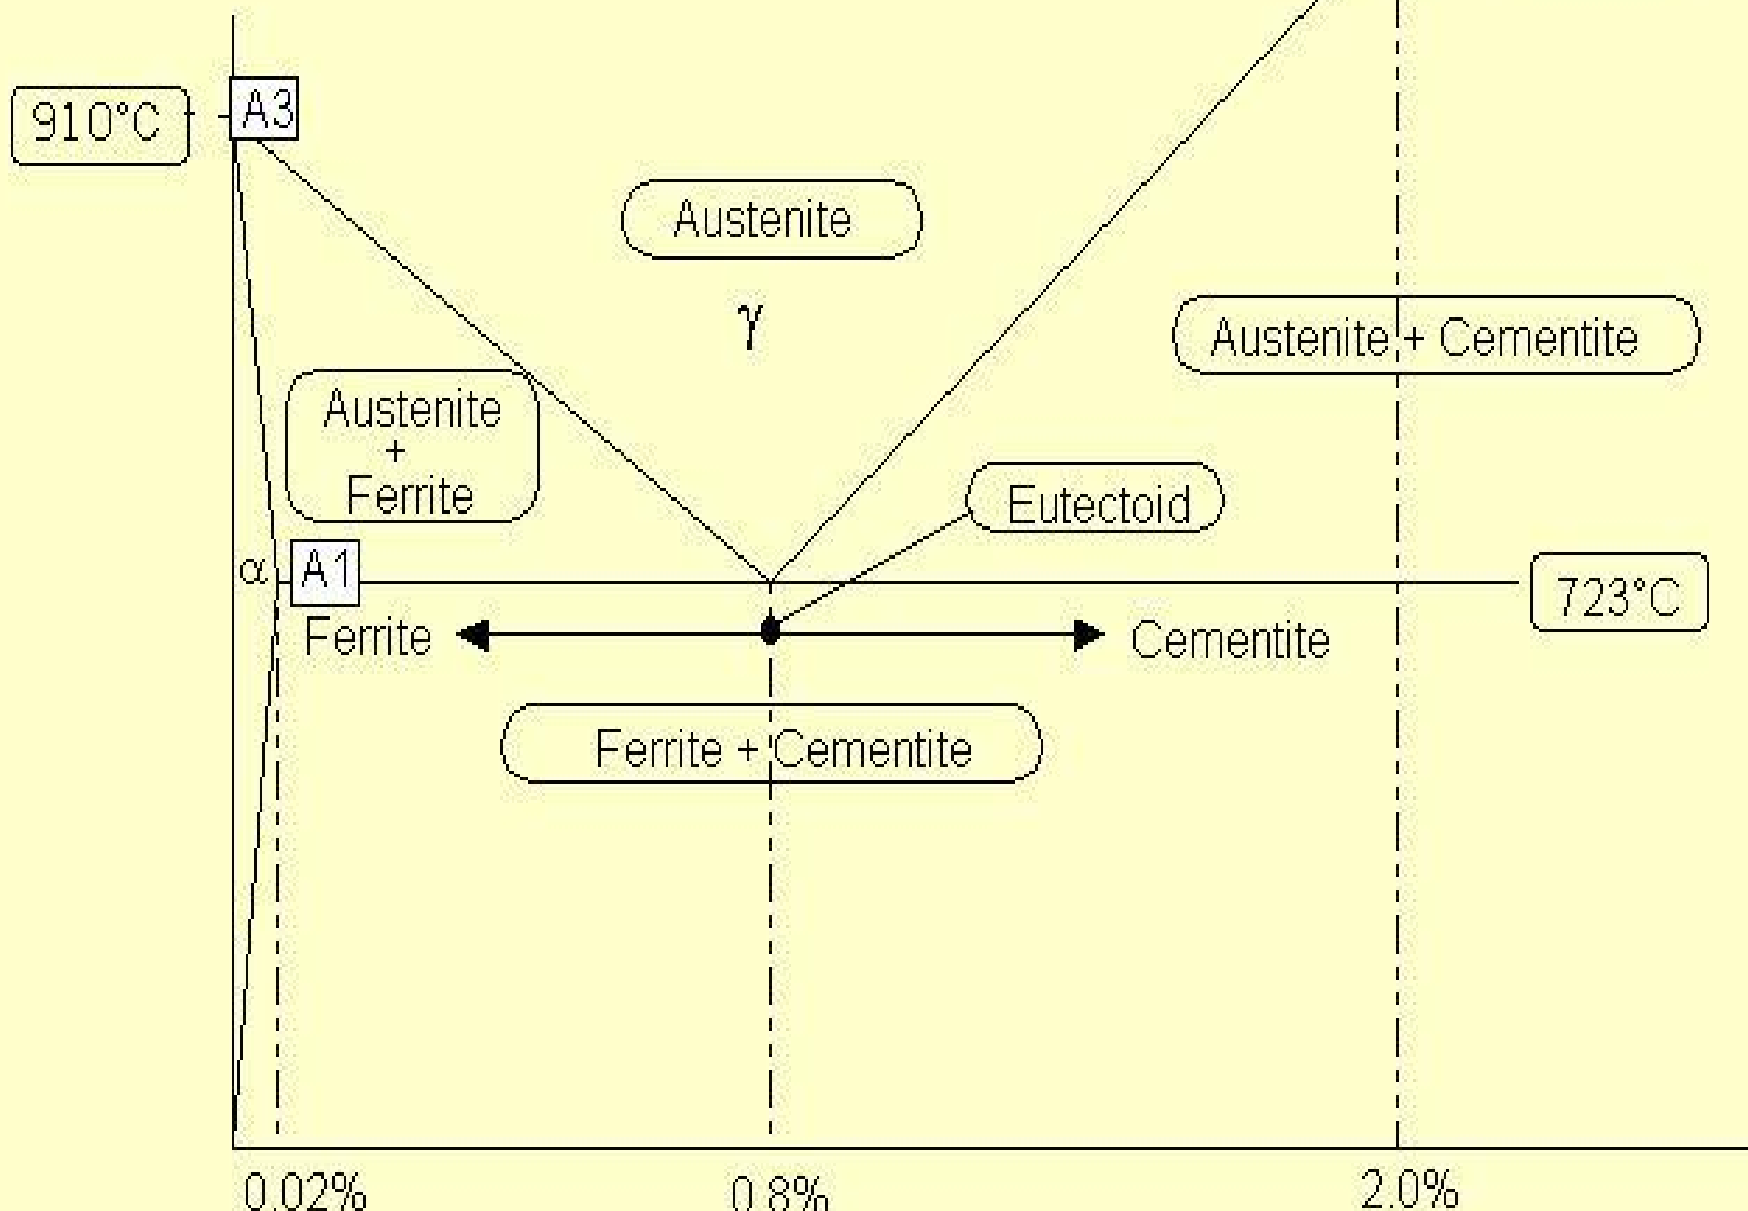 910°C
A3
Austenite
γ
Austenite + Cementite
Austenite
+
Ferrite
Eutectoid
α
A1
723°C
Ferrite
Cementite
Ferrite + Cementite
0.02%
0.8%
2.0%